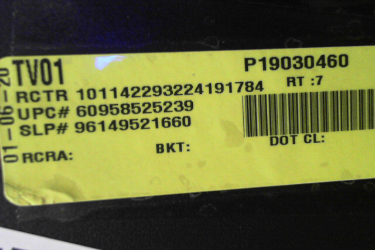 01-06-20
TV01 P19030460
RCTR 101142293224191784 RT :7
UPC# 60958525239
SLP# 96149521660
RCRA: BKT: DOT CL: